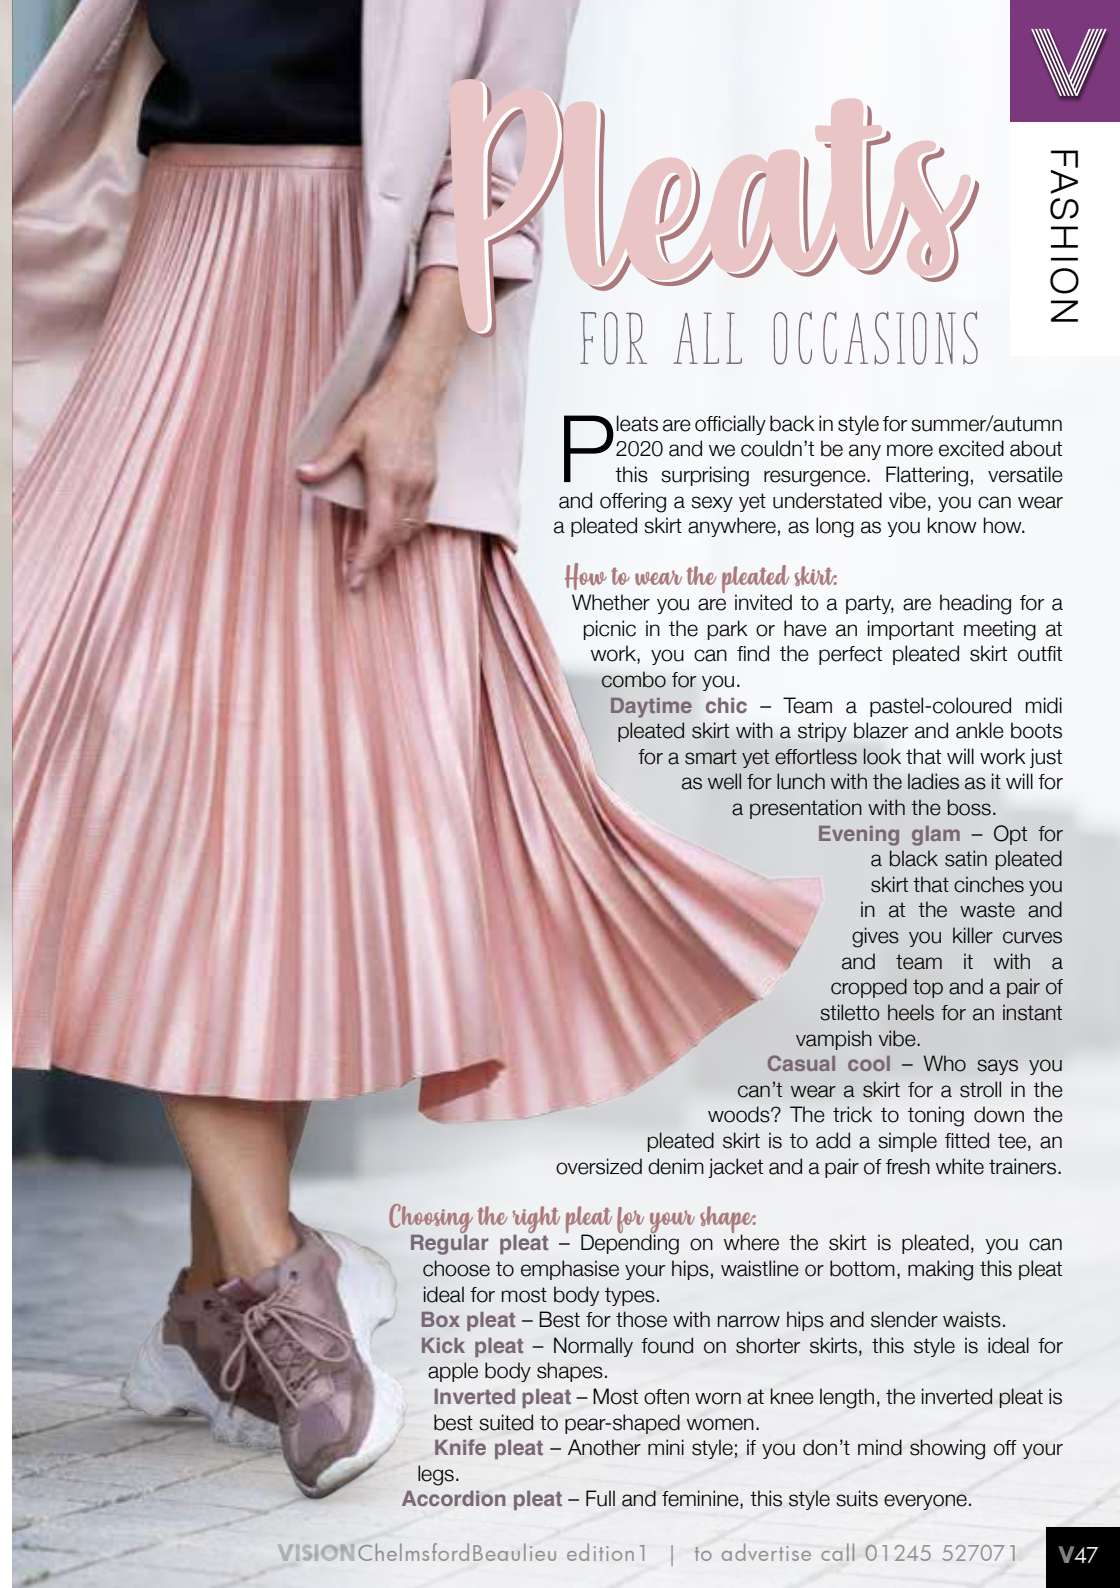 V
FASHION
Pleats
FOR ALL OCCASIONS
Pleats are officially back in style for summer/autumn
2020 and we couldn't be any more excited about
this surprising resurgence. Flattering, versatile
and offering a sexy yet understated vibe, you can wear
a pleated skirt anywhere, as long as you know how.
How to wear the pleated skirt:
Whether you are invited to a party, are heading for a
picnic in the park or have an important meeting at
work, you can find the perfect pleated skirt outfit
combo for you.
Daytime chic – Team a pastel-coloured midi
pleated skirt with a stripy blazer and ankle boots
for a smart yet effortless look that will work just
as well for lunch with the ladies as it will for
a presentation with the boss.
Evening glam – Opt for
a black satin pleated
skirt that cinches you
in at the waste and
gives you killer curves
and team it with a
cropped top and a pair of
stiletto heels for an instant
vampish vibe.
Casual cool – Who says you
can't wear a skirt for a stroll in the
woods? The trick to toning down the
pleated skirt is to add a simple fitted tee, an
oversized denim jacket and a pair of fresh white trainers.
Choosing the right pleat for your shape:
Regular pleat – Depending on where the skirt is pleated, you can
choose to emphasise your hips, waistline or bottom, making this pleat
ideal for most body types.
Box pleat – Best for those with narrow hips and slender waists.
Kick pleat – Normally found on shorter skirts, this style is ideal for
apple body shapes.
Inverted pleat – Most often worn at knee length, the inverted pleat is
best suited to pear-shaped women.
Knife pleat – Another mini style; if you don't mind showing off your
legs.
Accordion pleat – Full and feminine, this style suits everyone.
VISIONChelmsfordBeaulieu edition1 | to advertise call 01245 527071
V47